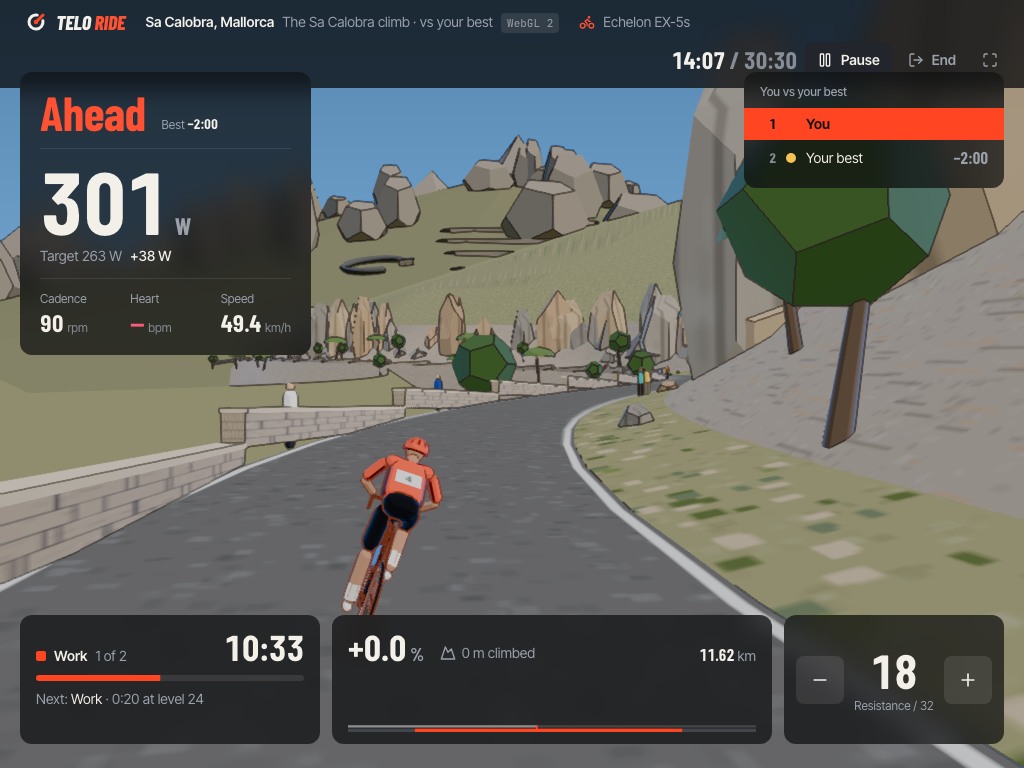 TELO RIDE Sa Calobra, Mallorca The Sa Calobra climb · vs your best WebGL 2 Echelon EX-5s
14:07 / 30:30 Pause End
Ahead Best −2:00
301 W
Target 263 W +38 W
Cadence Heart Speed
90 rpm — bpm 49.4 km/h
You vs your best
1 You
2 Your best −2:00
Work 1 of 2 10:33
Next: Work · 0:20 at level 24
+0.0 % 0 m climbed 11.62 km
− 18 +
Resistance / 32